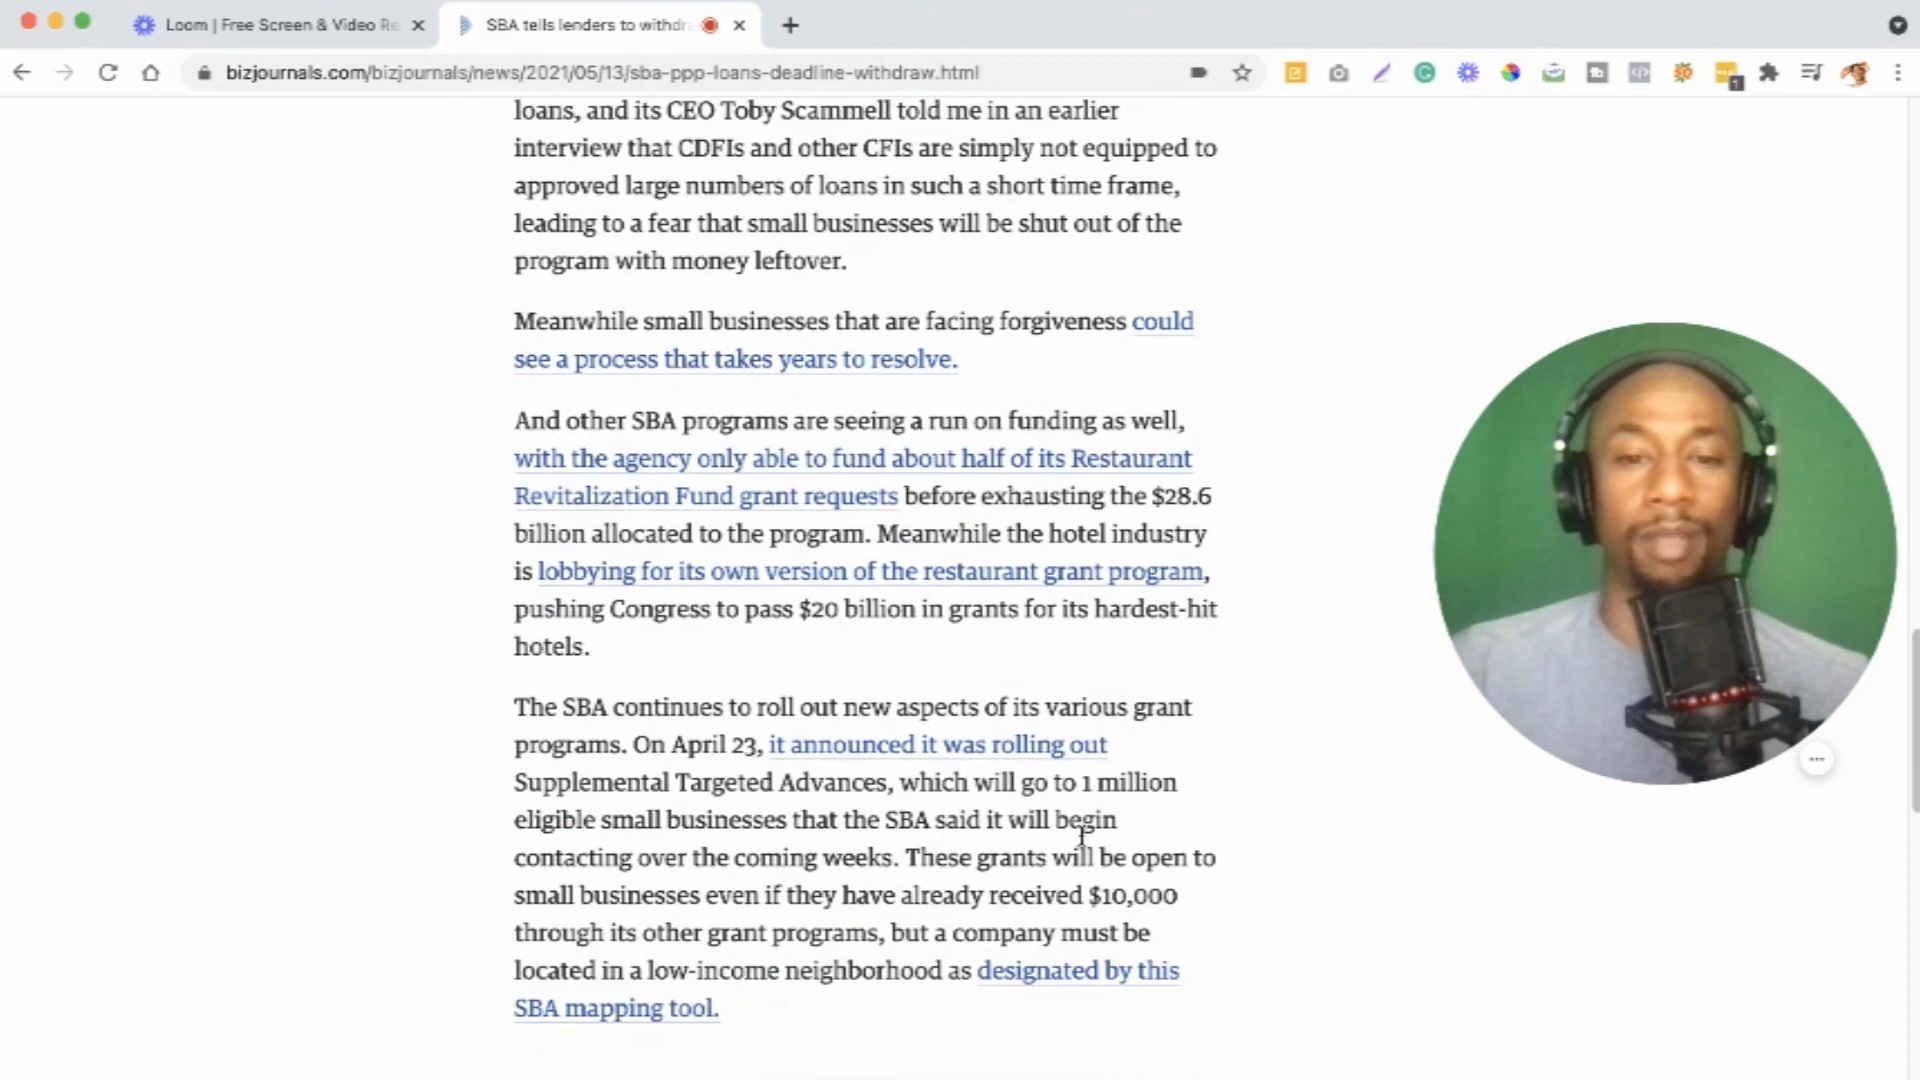 Loom | Free Screen & Video Re
SBA tells lenders to withdr
bizjournals.com/bizjournals/news/2021/05/13/sba-ppp-loans-deadline-withdraw.html
1
loans, and its CEO Toby Scammell told me in an earlier
interview that CDFIs and other CFIs are simply not equipped to
approved large numbers of loans in such a short time frame,
leading to a fear that small businesses will be shut out of the
program with money leftover.
Meanwhile small businesses that are facing forgiveness could
see a process that takes years to resolve.
And other SBA programs are seeing a run on funding as well,
with the agency only able to fund about half of its Restaurant
Revitalization Fund grant requests before exhausting the $28.6
billion allocated to the program. Meanwhile the hotel industry
is lobbying for its own version of the restaurant grant program,
pushing Congress to pass $20 billion in grants for its hardest-hit
hotels.
The SBA continues to roll out new aspects of its various grant
programs. On April 23, it announced it was rolling out
Supplemental Targeted Advances, which will go to 1 million
eligible small businesses that the SBA said it will begin
contacting over the coming weeks. These grants will be open to
small businesses even if they have already received $10,000
through its other grant programs, but a company must be
located in a low-income neighborhood as designated by this
SBA mapping tool.